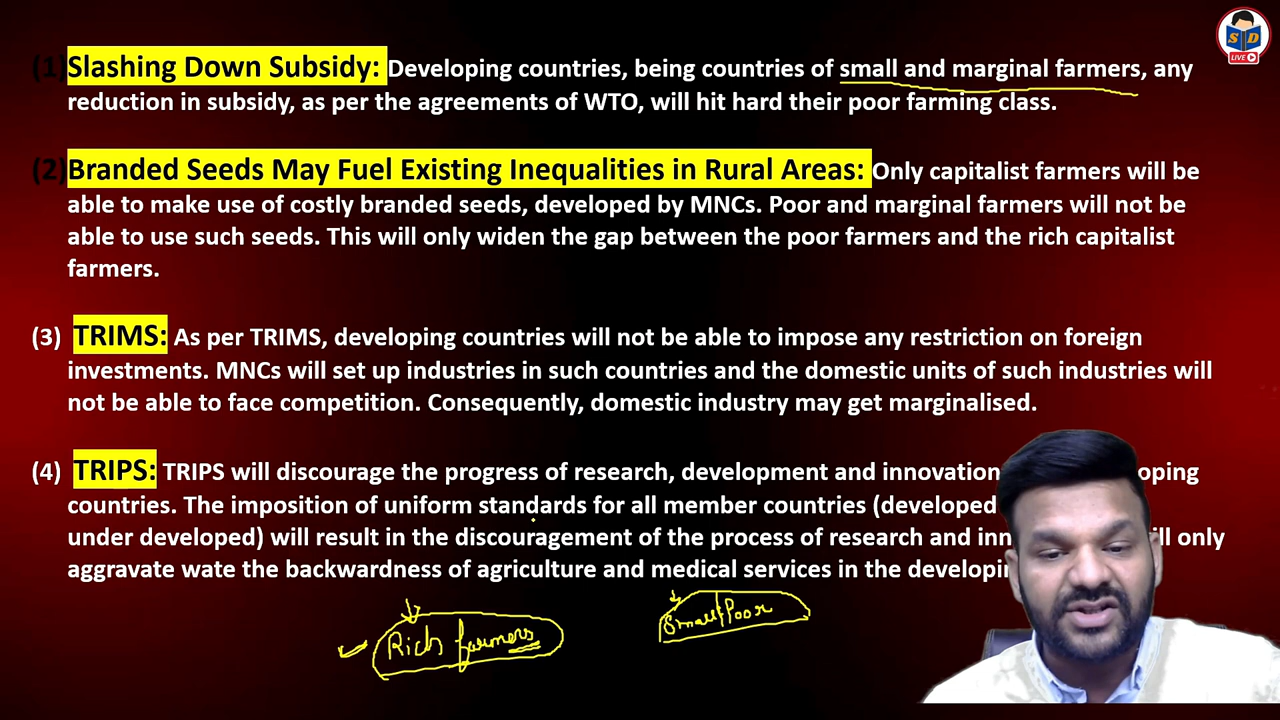 S D
LIVE
(1) Slashing Down Subsidy: Developing countries, being countries of small and marginal farmers, any
reduction in subsidy, as per the agreements of WTO, will hit hard their poor farming class.
(2) Branded Seeds May Fuel Existing Inequalities in Rural Areas: Only capitalist farmers will be
able to make use of costly branded seeds, developed by MNCs. Poor and marginal farmers will not be
able to use such seeds. This will only widen the gap between the poor farmers and the rich capitalist
farmers.
(3) TRIMS: As per TRIMS, developing countries will not be able to impose any restriction on foreign
investments. MNCs will set up industries in such countries and the domestic units of such industries will
not be able to face competition. Consequently, domestic industry may get marginalised.
(4) TRIPS: TRIPS will discourage the progress of research, development and innovation oping
countries. The imposition of uniform standards for all member countries (developed
under developed) will result in the discouragement of the process of research and inn ill only
aggravate wate the backwardness of agriculture and medical services in the developi
Rich farmers
Small Poor